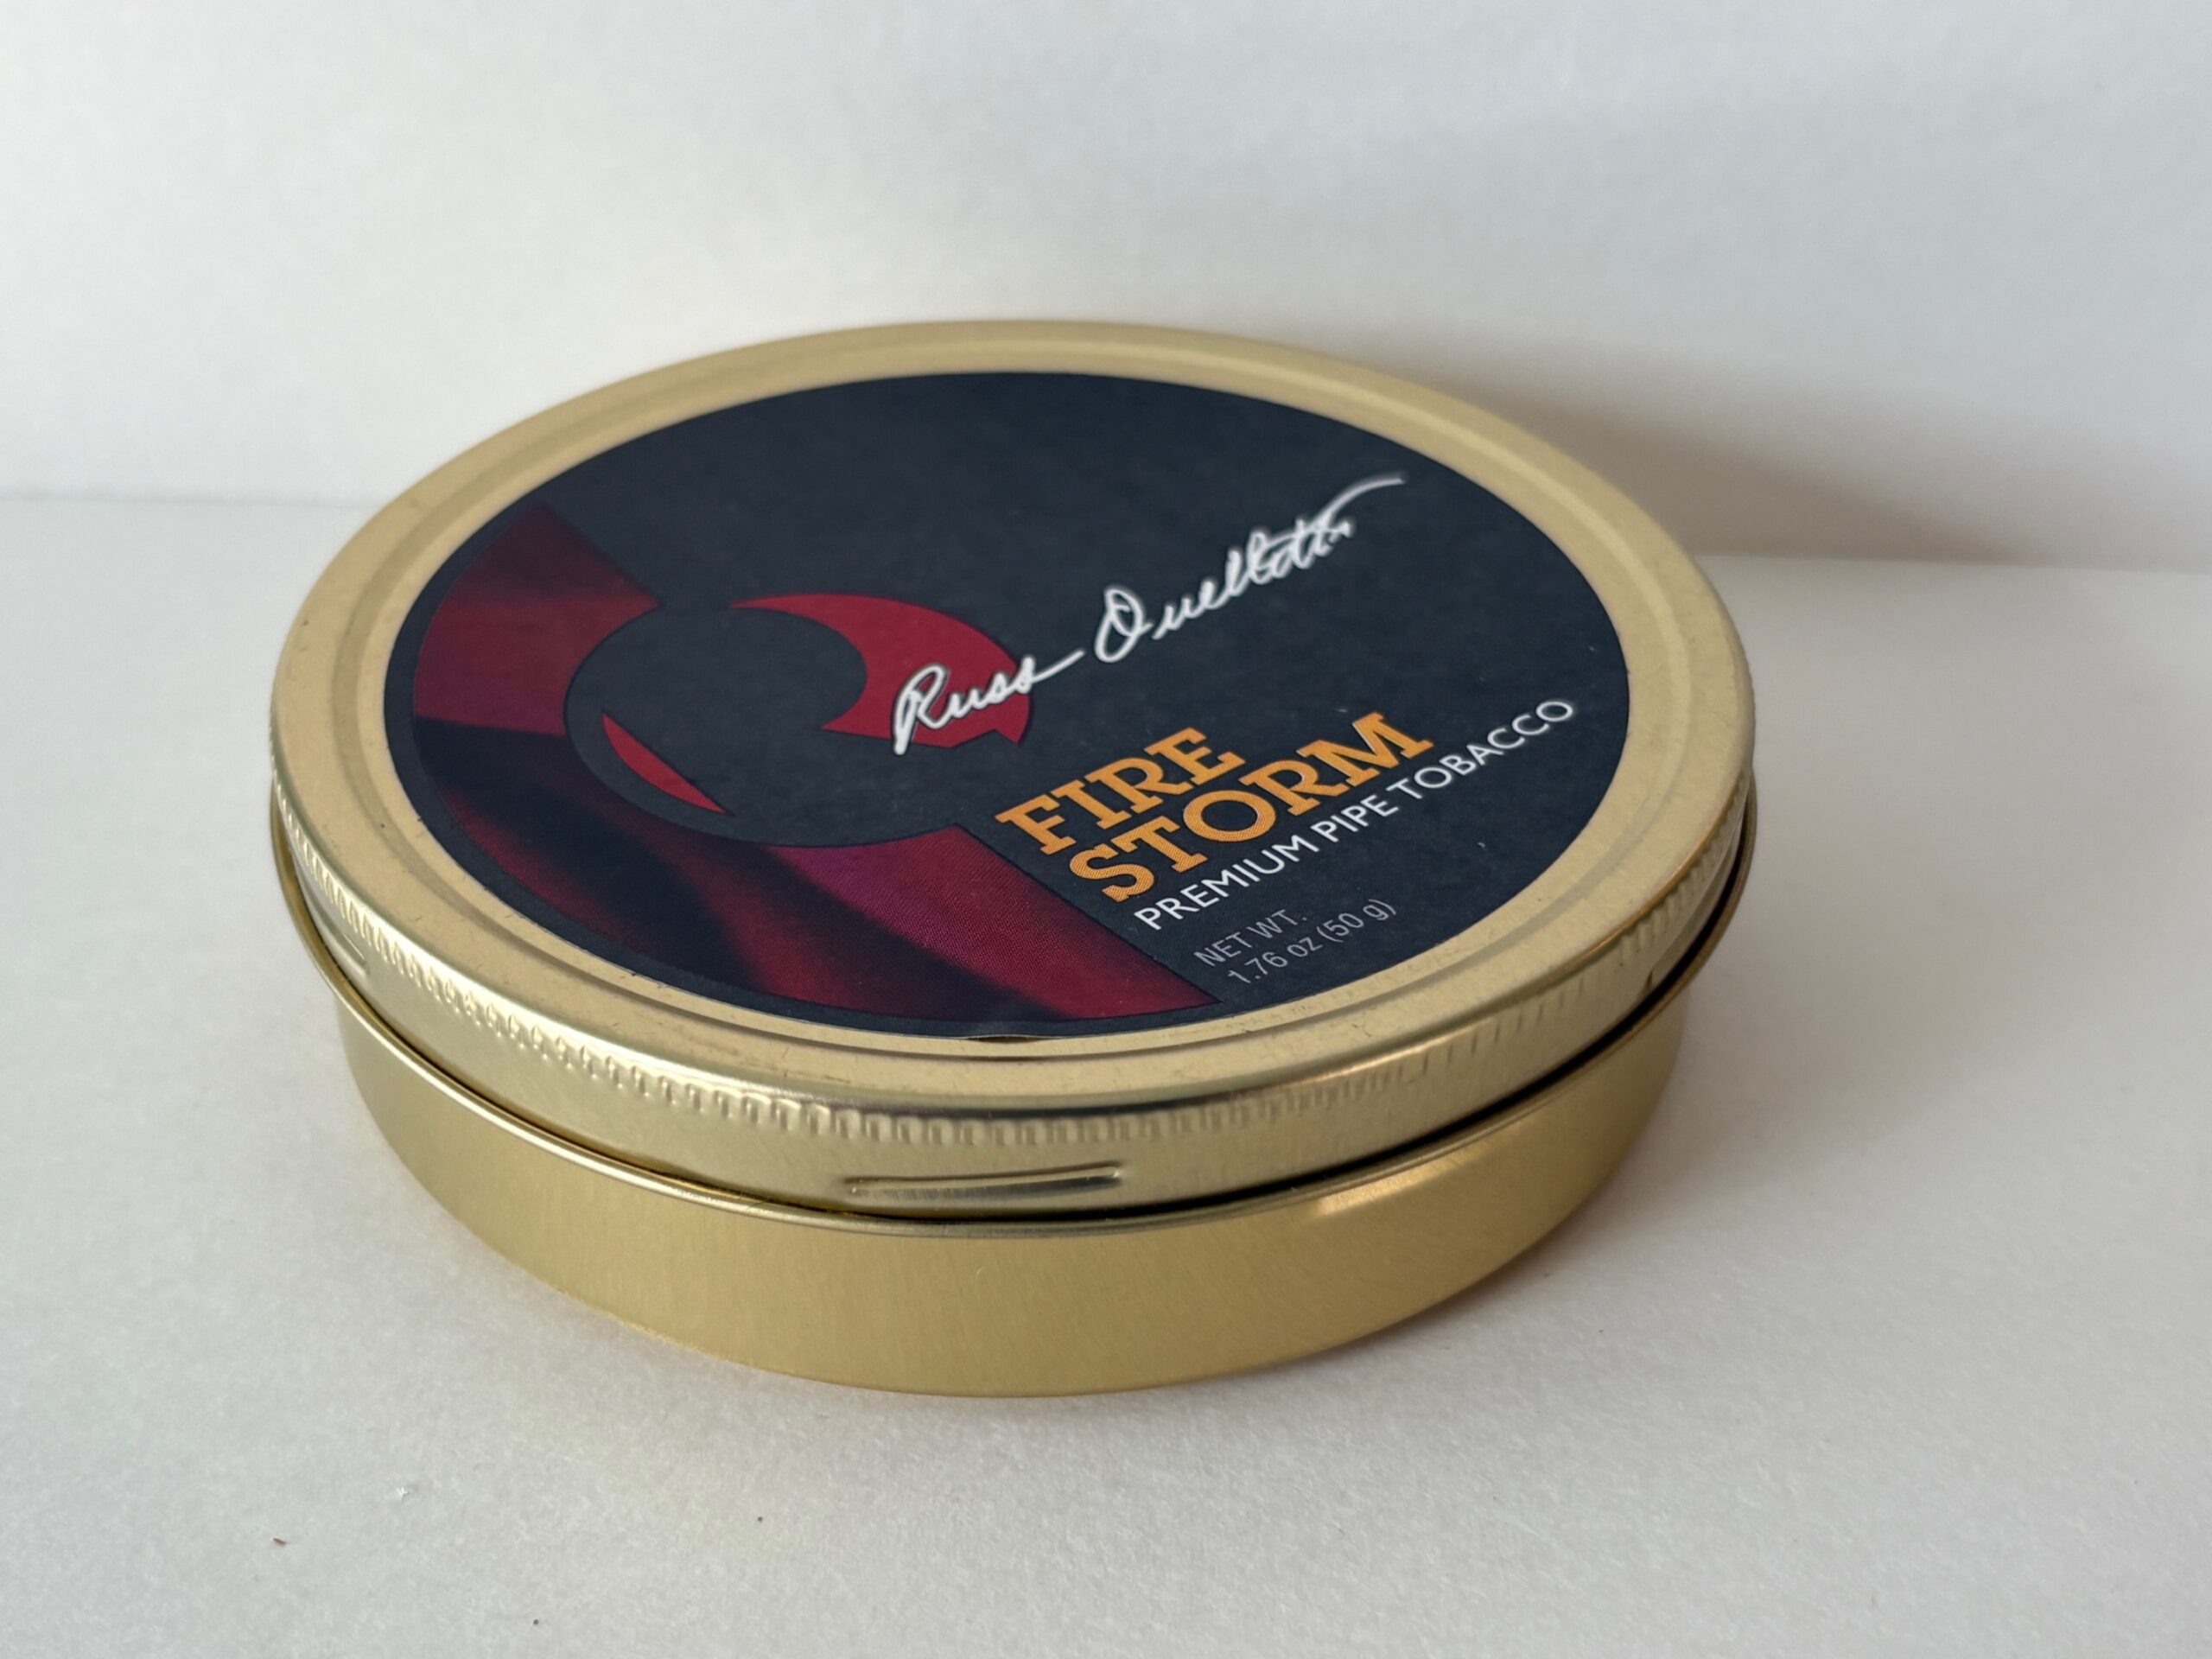 Russ Ouellette
FIRE
STORM
PREMIUM PIPE TOBACCO
NET WT.
1.76 oz (50 g)